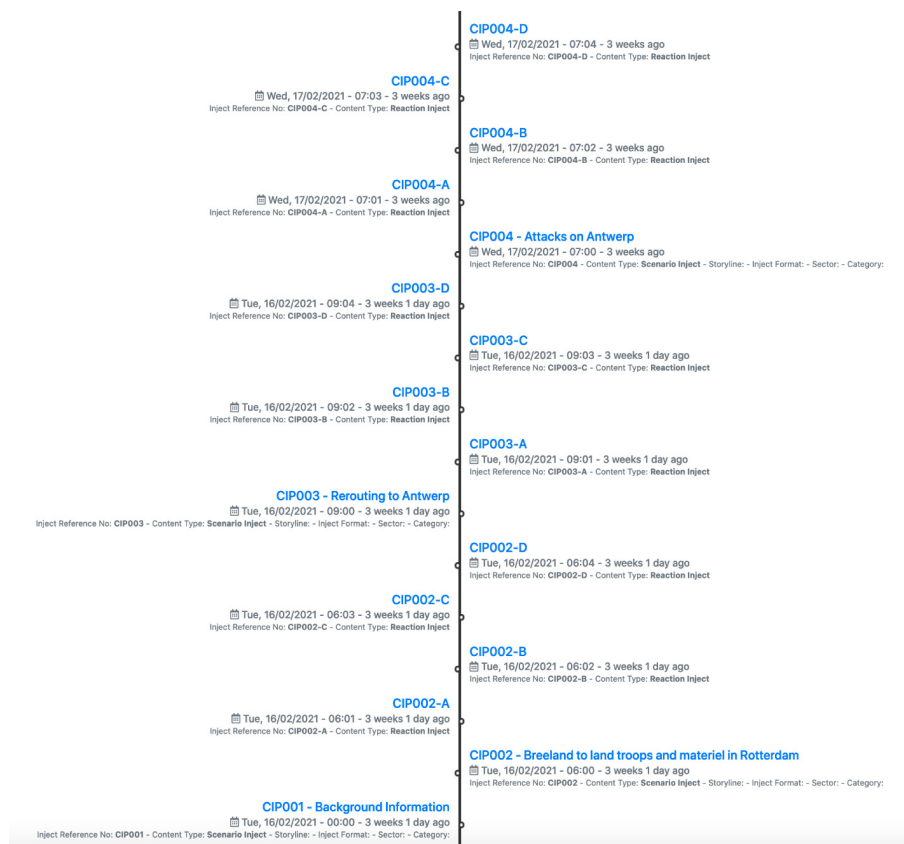 CIP004-D
Wed, 17/02/2021 - 07:04 - 3 weeks ago
Inject Reference No: CIP004-D - Content Type: Reaction Inject
CIP004-C
Wed, 17/02/2021 - 07:03 - 3 weeks ago
Inject Reference No: CIP004-C - Content Type: Reaction Inject
CIP004-B
Wed, 17/02/2021 - 07:02 - 3 weeks ago
Inject Reference No: CIP004-B - Content Type: Reaction Inject
CIP004-A
Wed, 17/02/2021 - 07:01 - 3 weeks ago
Inject Reference No: CIP004-A - Content Type: Reaction Inject
CIP004 - Attacks on Antwerp
Wed, 17/02/2021 - 07:00 - 3 weeks ago
Inject Reference No: CIP004 - Content Type: Scenario Inject - Storyline: - Inject Format: - Sector: - Category:
CIP003-D
Tue, 16/02/2021 - 09:04 - 3 weeks 1 day ago
Inject Reference No: CIP003-D - Content Type: Reaction Inject
CIP003-C
Tue, 16/02/2021 - 09:03 - 3 weeks 1 day ago
Inject Reference No: CIP003-C - Content Type: Reaction Inject
CIP003-B
Tue, 16/02/2021 - 09:02 - 3 weeks 1 day ago
Inject Reference No: CIP003-B - Content Type: Reaction Inject
CIP003-A
Tue, 16/02/2021 - 09:01 - 3 weeks 1 day ago
Inject Reference No: CIP003-A - Content Type: Reaction Inject
CIP003 - Rerouting to Antwerp
Tue, 16/02/2021 - 09:00 - 3 weeks 1 day ago
Inject Reference No: CIP003 - Content Type: Scenario Inject - Storyline: - Inject Format: - Sector: - Category:
CIP002-D
Tue, 16/02/2021 - 06:04 - 3 weeks 1 day ago
Inject Reference No: CIP002-D - Content Type: Reaction Inject
CIP002-C
Tue, 16/02/2021 - 06:03 - 3 weeks 1 day ago
Inject Reference No: CIP002-C - Content Type: Reaction Inject
CIP002-B
Tue, 16/02/2021 - 06:02 - 3 weeks 1 day ago
Inject Reference No: CIP002-B - Content Type: Reaction Inject
CIP002-A
Tue, 16/02/2021 - 06:01 - 3 weeks 1 day ago
Inject Reference No: CIP002-A - Content Type: Reaction Inject
CIP002 - Breeland to land troops and materiel in Rotterdam
Tue, 16/02/2021 - 06:00 - 3 weeks 1 day ago
Inject Reference No: CIP002 - Content Type: Scenario Inject - Storyline: - Inject Format: - Sector: - Category:
CIP001 - Background Information
Tue, 16/02/2021 - 00:00 - 3 weeks 1 day ago
Inject Reference No: CIP001 - Content Type: Scenario Inject - Storyline: - Inject Format: - Sector: - Category: